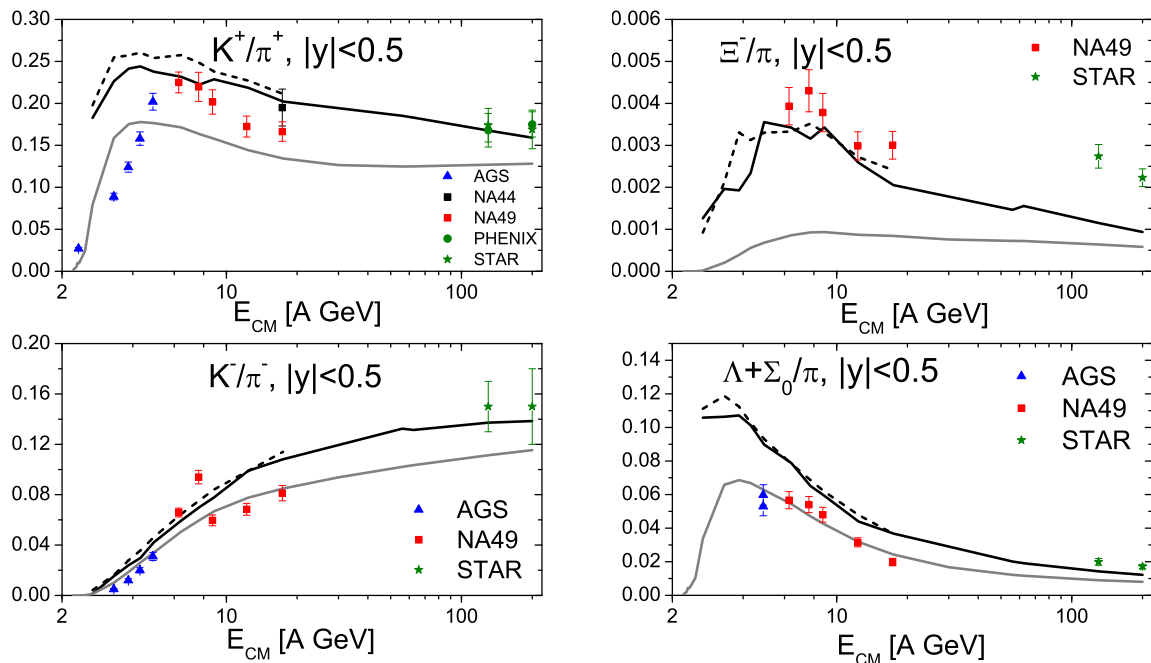 K⁺/π⁺, |y|<0.5
0.30
0.25
0.20
0.15
0.10
0.05
0.00
AGS
NA44
NA49
PHENIX
STAR
2 10 100
E_CM [A GeV]
Ξ⁻/π, |y|<0.5
0.006
0.005
0.004
0.003
0.002
0.001
0.000
NA49
STAR
2 10 100
E_CM [A GeV]
K⁻/π⁻, |y|<0.5
0.20
0.16
0.12
0.08
0.04
0.00
AGS
NA49
STAR
2 10 100
E_CM [A GeV]
Λ+Σ₀/π, |y|<0.5
0.14
0.12
0.10
0.08
0.06
0.04
0.02
0.00
AGS
NA49
STAR
2 10 100
E_CM [A GeV]